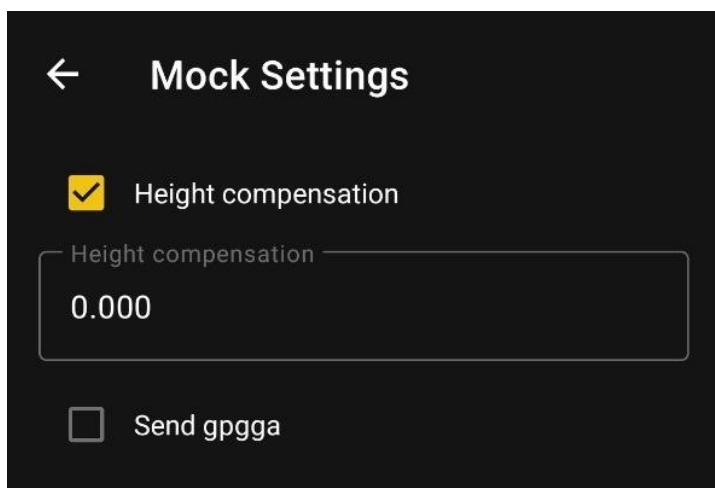 Mock Settings
Height compensation
Height compensation
0.000
Send gpgga